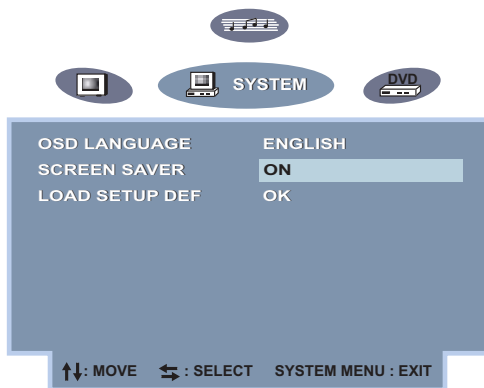 SYSTEM
DVD
OSD LANGUAGE ENGLISH
SCREEN SAVER ON
LOAD SETUP DEF OK
: MOVE : SELECT SYSTEM MENU : EXIT